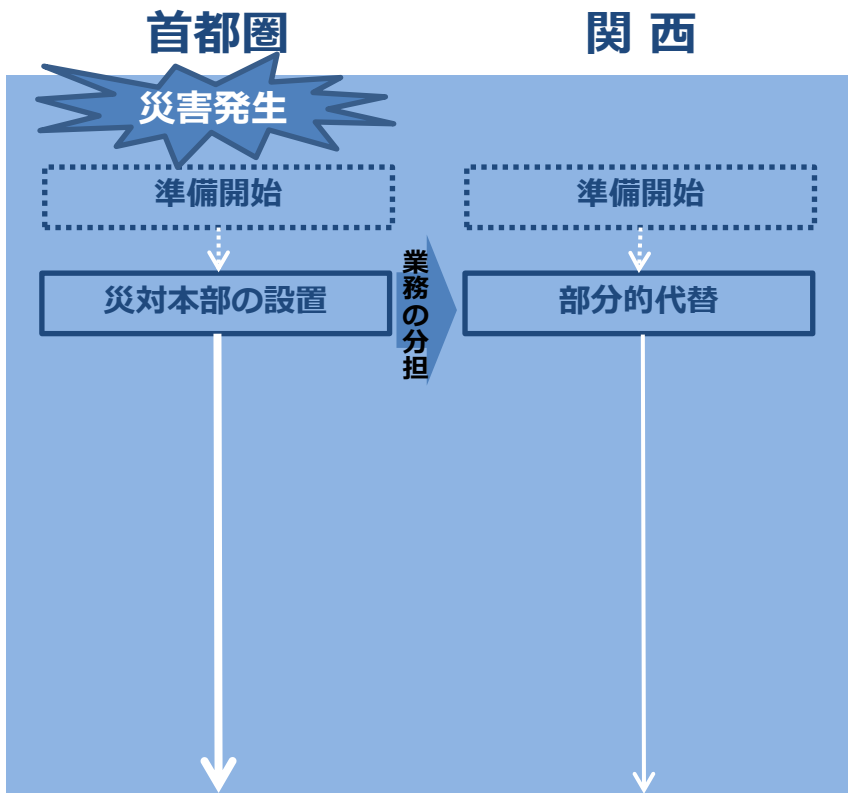 首都圏
関 西
災害発生
準備開始
準備開始
災対本部の設置
業務の分担
部分的代替